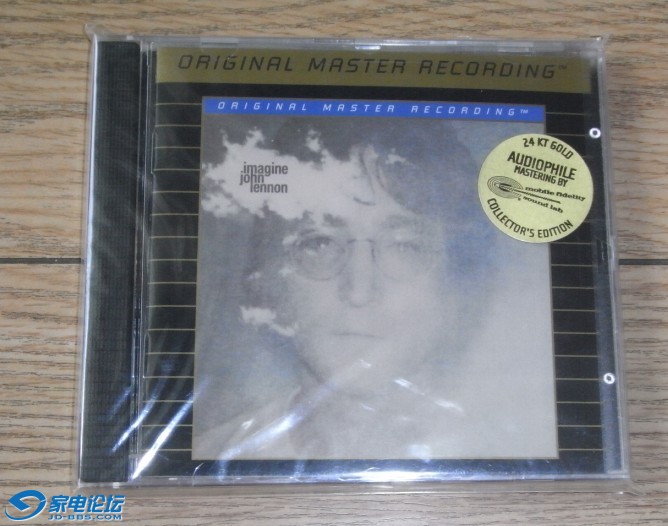 ORIGINAL MASTER RECORDING™
ORIGINAL MASTER RECORDING™
imagine
john
lennon
24 KT GOLD
AUDIOPHILE
MASTERING BY
mobile fidelity
sound lab
COLLECTOR'S EDITION
家电论坛
JD-BBS.COM